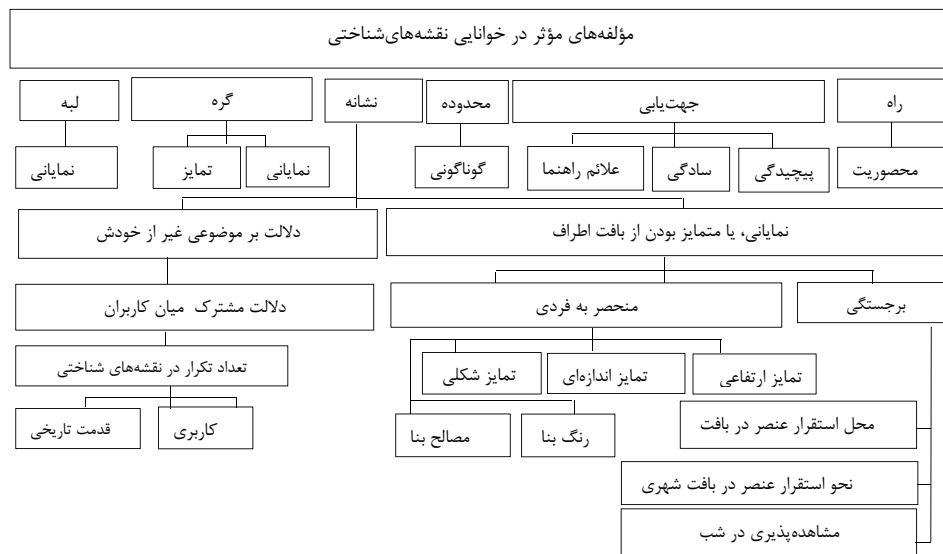 مؤلفه‌های مؤثر در خوانایی نقشه‌های‌شناختی
راه
جهت‌یابی
محدوده
نشانه
گره
لبه
محصوریت
پیچیدگی
سادگی
علائم راهنما
گوناگونی
نمایانی
تمایز
نمایانی
نمایانی، یا متمایز بودن از بافت اطراف
دلالت بر موضوعی غیر از خودش
برجستگی
منحصر به فردی
دلالت مشترک میان کاربران
تمایز ارتفاعی
تمایز اندازه‌ای
تمایز شکلی
تعداد تکرار در نقشه‌های شناختی
محل استقرار عنصر در بافت
رنگ بنا
مصالح بنا
کاربری
قدمت تاریخی
نحو استقرار عنصر در بافت شهری
مشاهده‌پذیری در شب